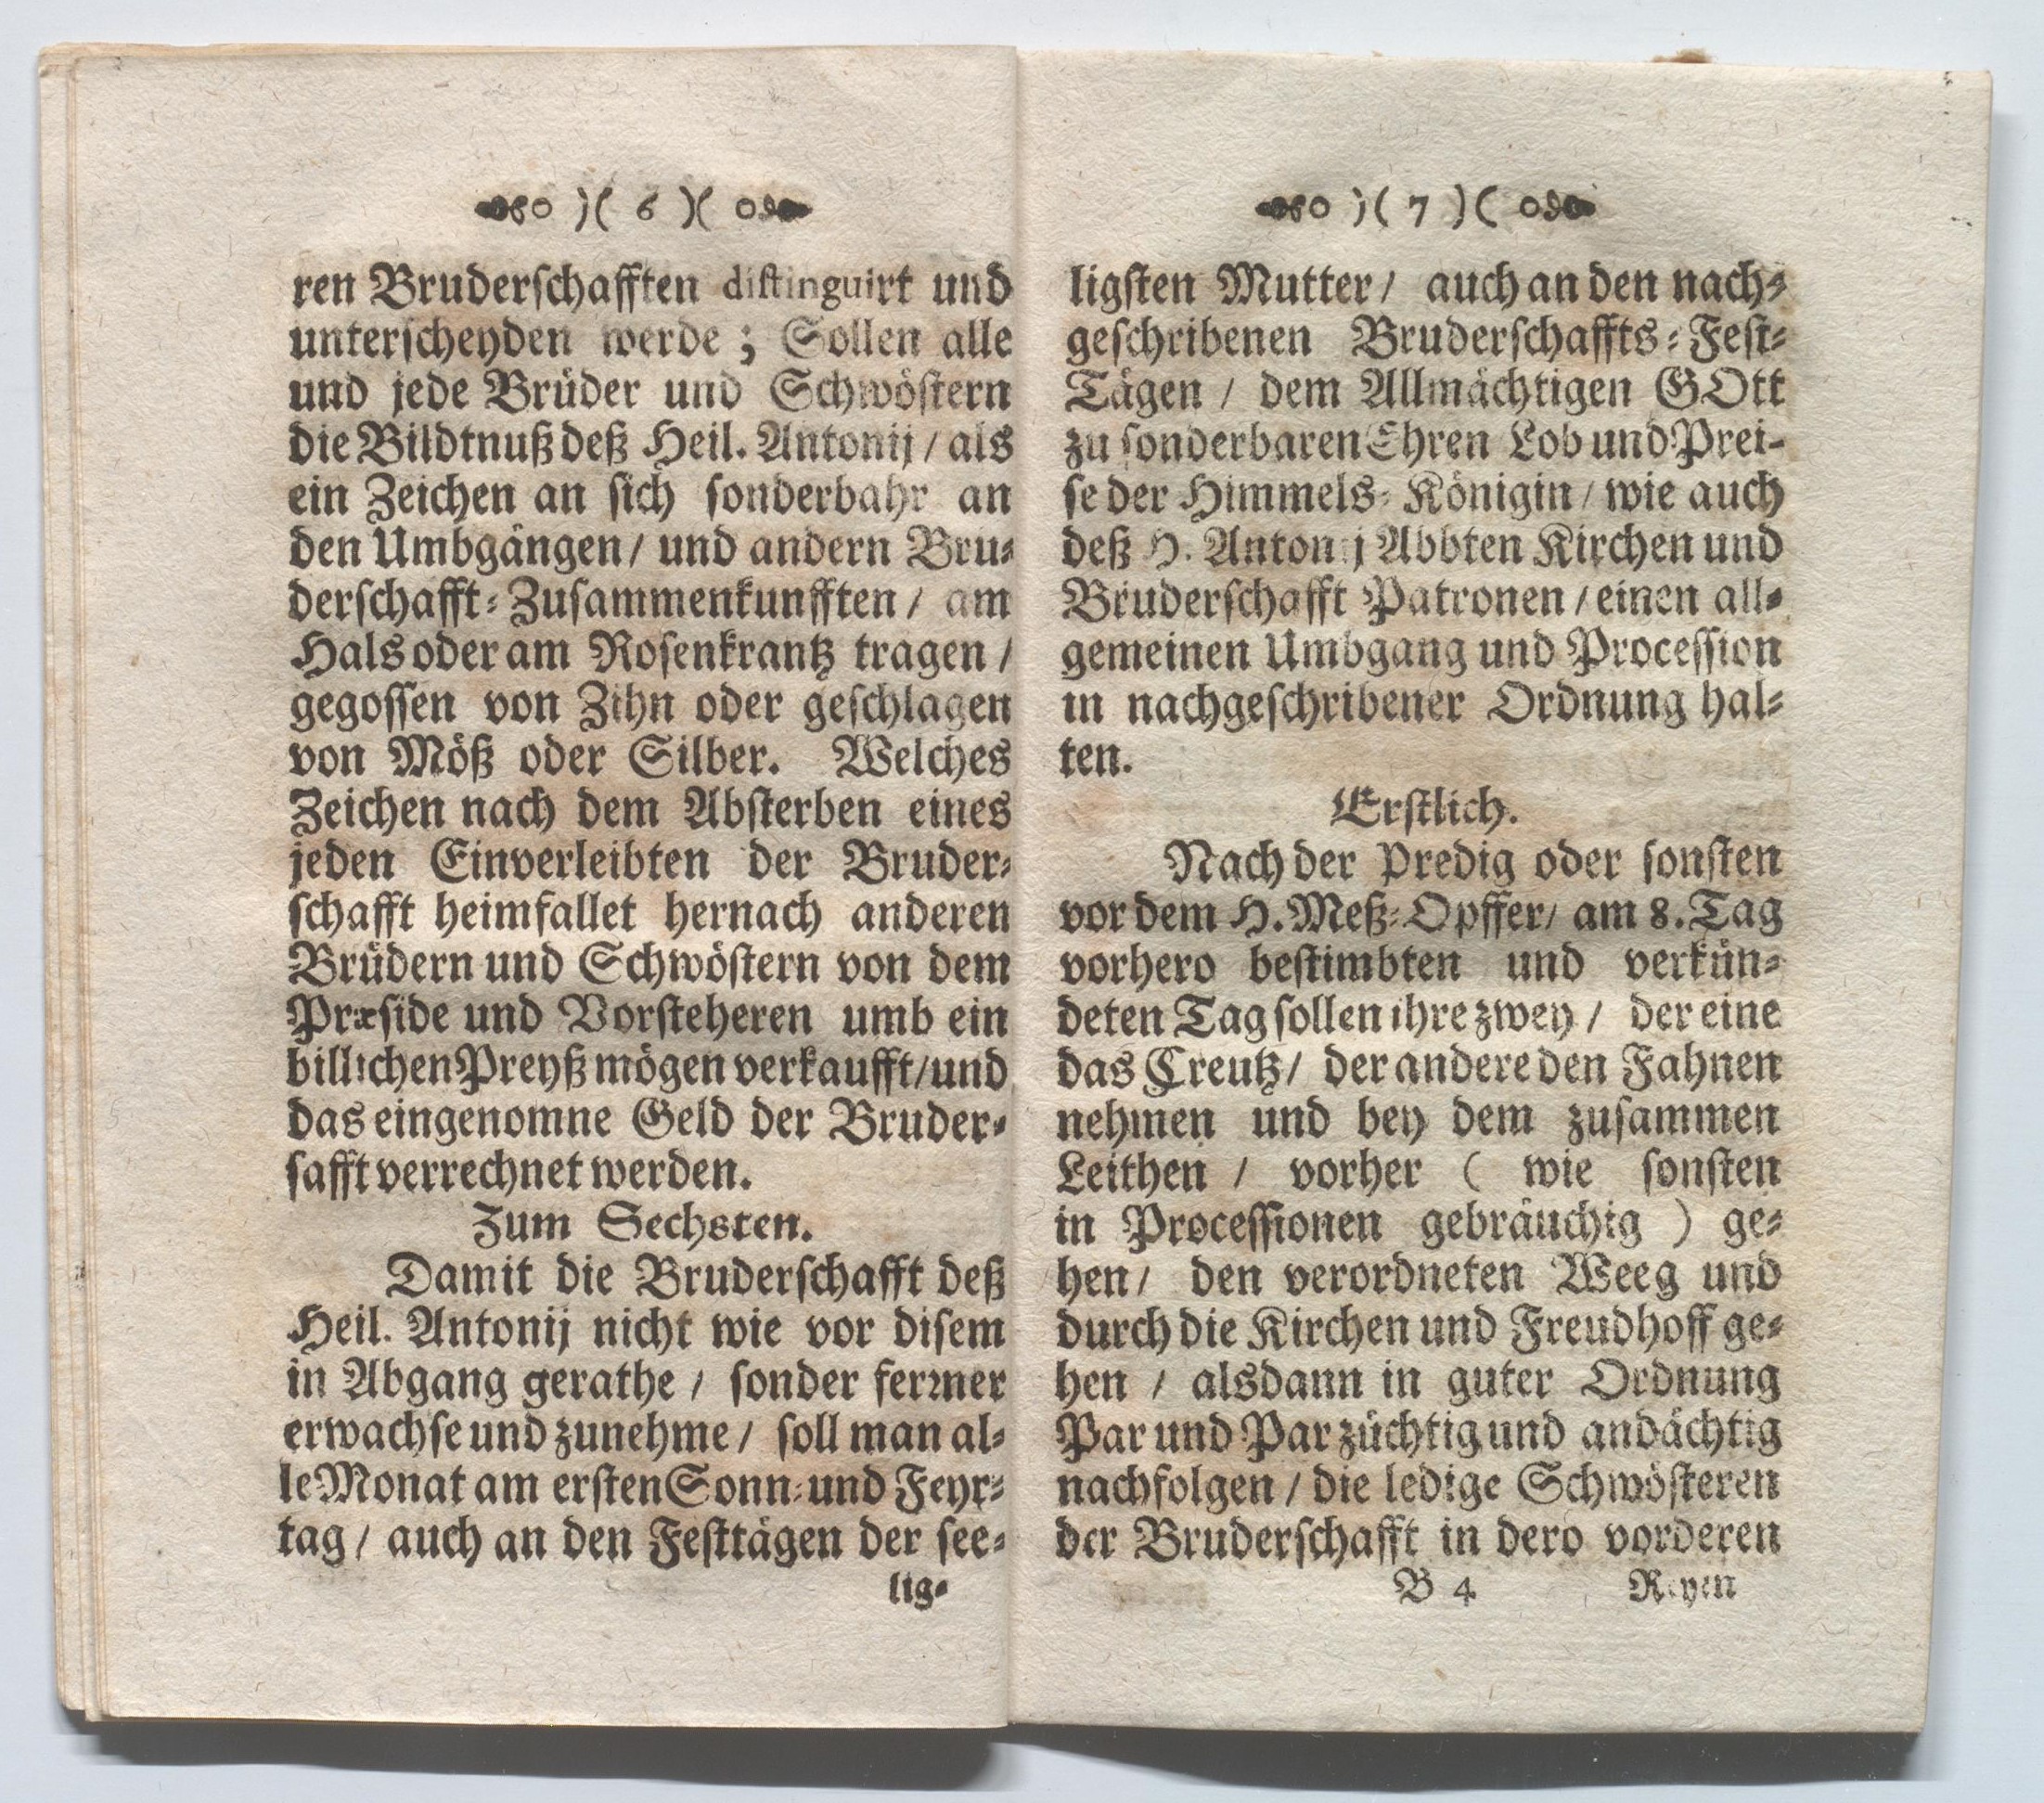 )( 6 )(
ren Bruderſchafften diſtinguirt und
unterſcheyden werde ; Sollen alle
und jede Brüder und Schwöſtern
die Bildtnuß deß Heil. Antonij / als
ein Zeichen an ſich ſonderbahr an
den Umbgängen / und andern Bru⸗
derſchafft⸗Zuſammenkunfften / am
Hals oder am Roſenkrantz tragen /
gegoſſen von Zihn oder geſchlagen
von Möß oder Silber. Welches
Zeichen nach dem Abſterben eines
jeden Einverleibten der Bruder⸗
ſchafft heimfallet hernach anderen
Brüdern und Schwöſtern von dem
Præſide und Vorſteheren umb ein
billichen Preyß mögen verkaufft / und
das eingenomne Geld der Bruder⸗
ſafft verrechnet werden.
Zum Sechsten.
Damit die Bruderſchafft deß
Heil. Antonij nicht wie vor diſem
in Abgang gerathe / ſonder ferꝛner
erwachſe und zunehme / ſoll man al⸗
le Monat am erſten Sonn⸗und Feyr⸗
tag / auch an den Feſttägen der ſee⸗
lig⸗
)( 7 )(
ligſten Mutter / auch an den nach⸗
geſchribenen Bruderſchaffts⸗Feſt⸗
Tägen / dem Allmächtigen GOtt
zu ſonderbaren Ehren Lob und Prei⸗
ſe der Himmels⸗Königin / wie auch
deß H. Antonij Abbten Kirchen und
Bruderſchafft Patronen / einen all⸗
gemeinen Umbgang und Proceſſion
in nachgeſchribener Ordnung hal⸗
ten.
Erſtlich.
Nach der Predig oder ſonſten
vor dem H. Meß⸗Opffer / am 8. Tag
vorhero beſtimbten und verkün⸗
deten Tag ſollen ihre zwey / der eine
das Creutz / der andere den Fahnen
nehmen und bey dem zuſammen
Leithen / vorher ( wie ſonſten
in Proceſſionen gebräuchig ) ge⸗
hen / den verordneten Weeg und
durch die Kirchen und Freudhoff ge⸗
hen / alsdann in guter Ordnung
Par und Par züchtig und andächtig
nachfolgen / die ledige Schwöſteren
der Bruderſchafft in dero vorderen
B 4 Reyen